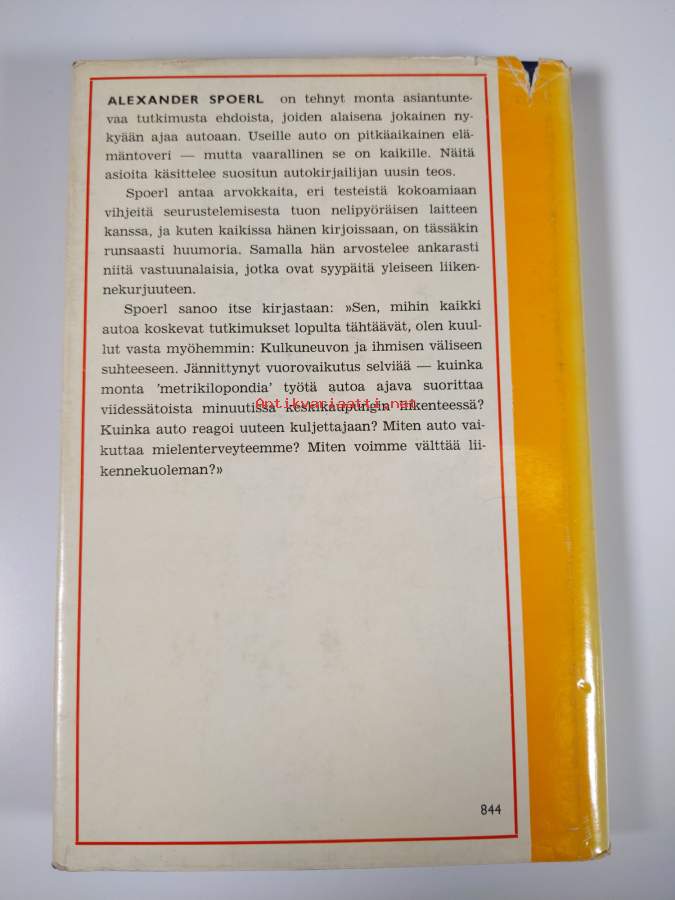 ALEXANDER SPOERL on tehnyt monta asiantunte-
vaa tutkimusta ehdoista, joiden alaisena jokainen ny-
kyään ajaa autoaan. Useille auto on pitkäaikainen elä-
mäntoveri — mutta vaarallinen se on kaikille. Näitä
asioita käsittelee suositun autokirjailijan uusin teos.
Spoerl antaa arvokkaita, eri testeistä kokoamiaan
vihjeitä seurustelemisesta tuon nelipyöräisen laitteen
kanssa, ja kuten kaikissa hänen kirjoissaan, on tässäkin
runsaasti huumoria. Samalla hän arvostelee ankarasti
niitä vastuunalaisia, jotka ovat syypäitä yleiseen liiken-
nekurjuuteen.
Spoerl sanoo itse kirjastaan: »Sen, mihin kaikki
autoa koskevat tutkimukset lopulta tähtäävät, olen kuul-
lut vasta myöhemmin: Kulkuneuvon ja ihmisen väliseen
suhteeseen. Jännittynyt vuorovaikutus selviää — kuinka
monta 'metrikilopondia' työtä autoa ajava suorittaa
viidessätoista minuutissa keskikaupungin liikenteessä?
Antikvariaatti.net
Kuinka auto reagoi uuteen kuljettajaan? Miten auto vai-
kuttaa mielenterveyteemme? Miten voimme välttää lii-
kennekuoleman?»
844